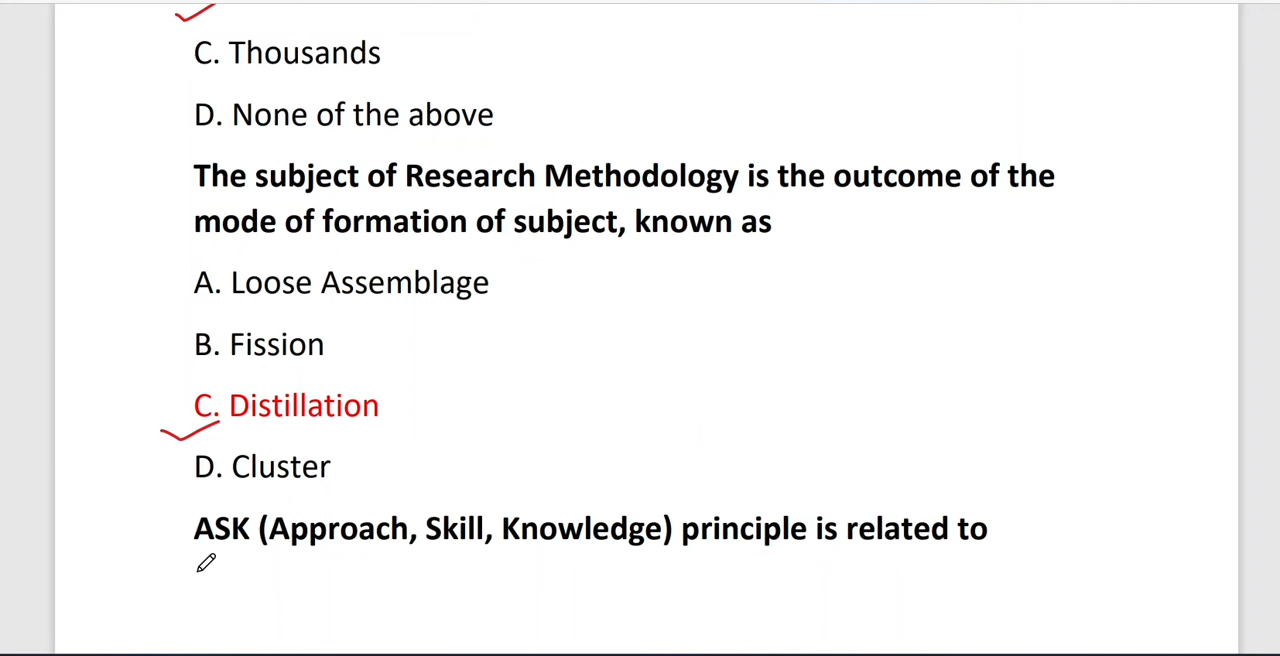 C. Thousands
D. None of the above
The subject of Research Methodology is the outcome of the
mode of formation of subject, known as
A. Loose Assemblage
B. Fission
C. Distillation
D. Cluster
ASK (Approach, Skill, Knowledge) principle is related to